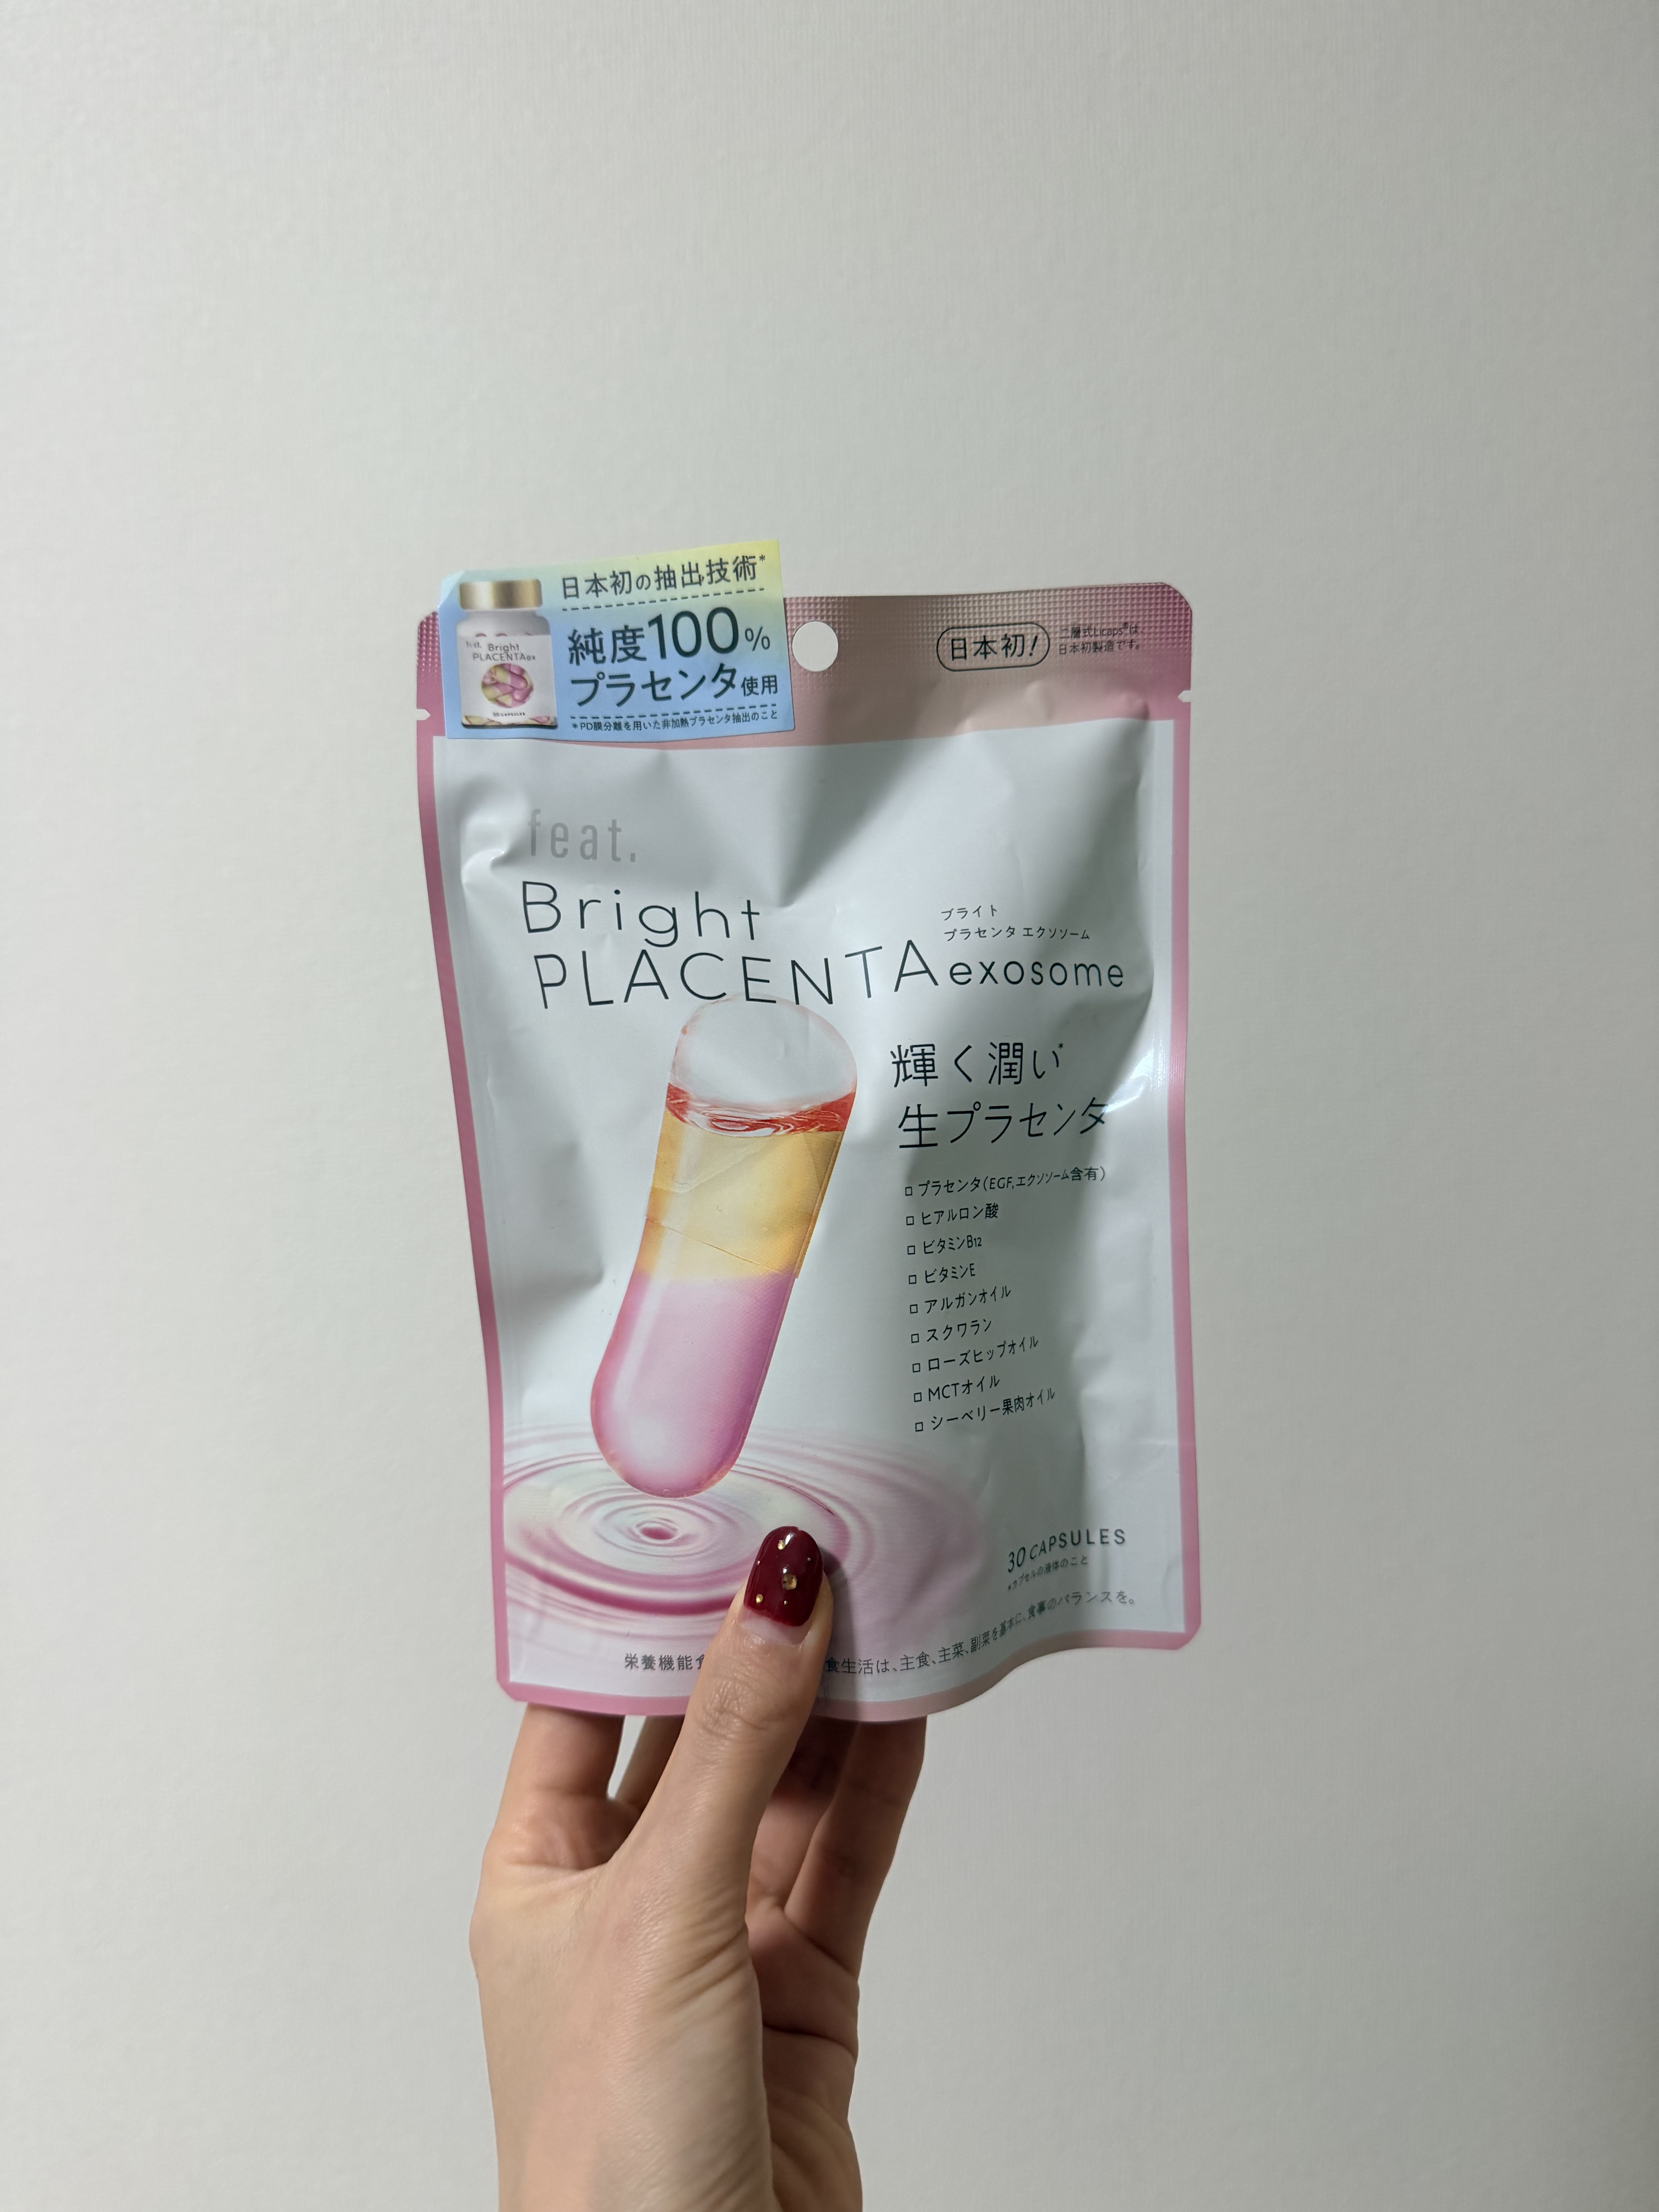 日本初の抽出技術*
純度100%
プラセンタ使用
*PD膜分離を用いた非加熱プラセンタ抽出のこと
feat.
Bright
PLACENTAex
日本初!
二層式Licaps®は
日本初製造です。
feat.
Bright
PLACENTAexosome
ブライト
プラセンタ エクソソーム
輝く潤い*
生プラセンタ
□ プラセンタ(EGF,エクソソーム含有)
□ ヒアルロン酸
□ ビタミンB12
□ ビタミンE
□ アルガンオイル
□ スクワラン
□ ローズヒップオイル
□ MCTオイル
□ シーベリー果肉オイル
30 CAPSULES
*カプセルの液体のこと
栄養機能食 食生活は、主食、主菜、副菜を基本に、食事のバランスを。